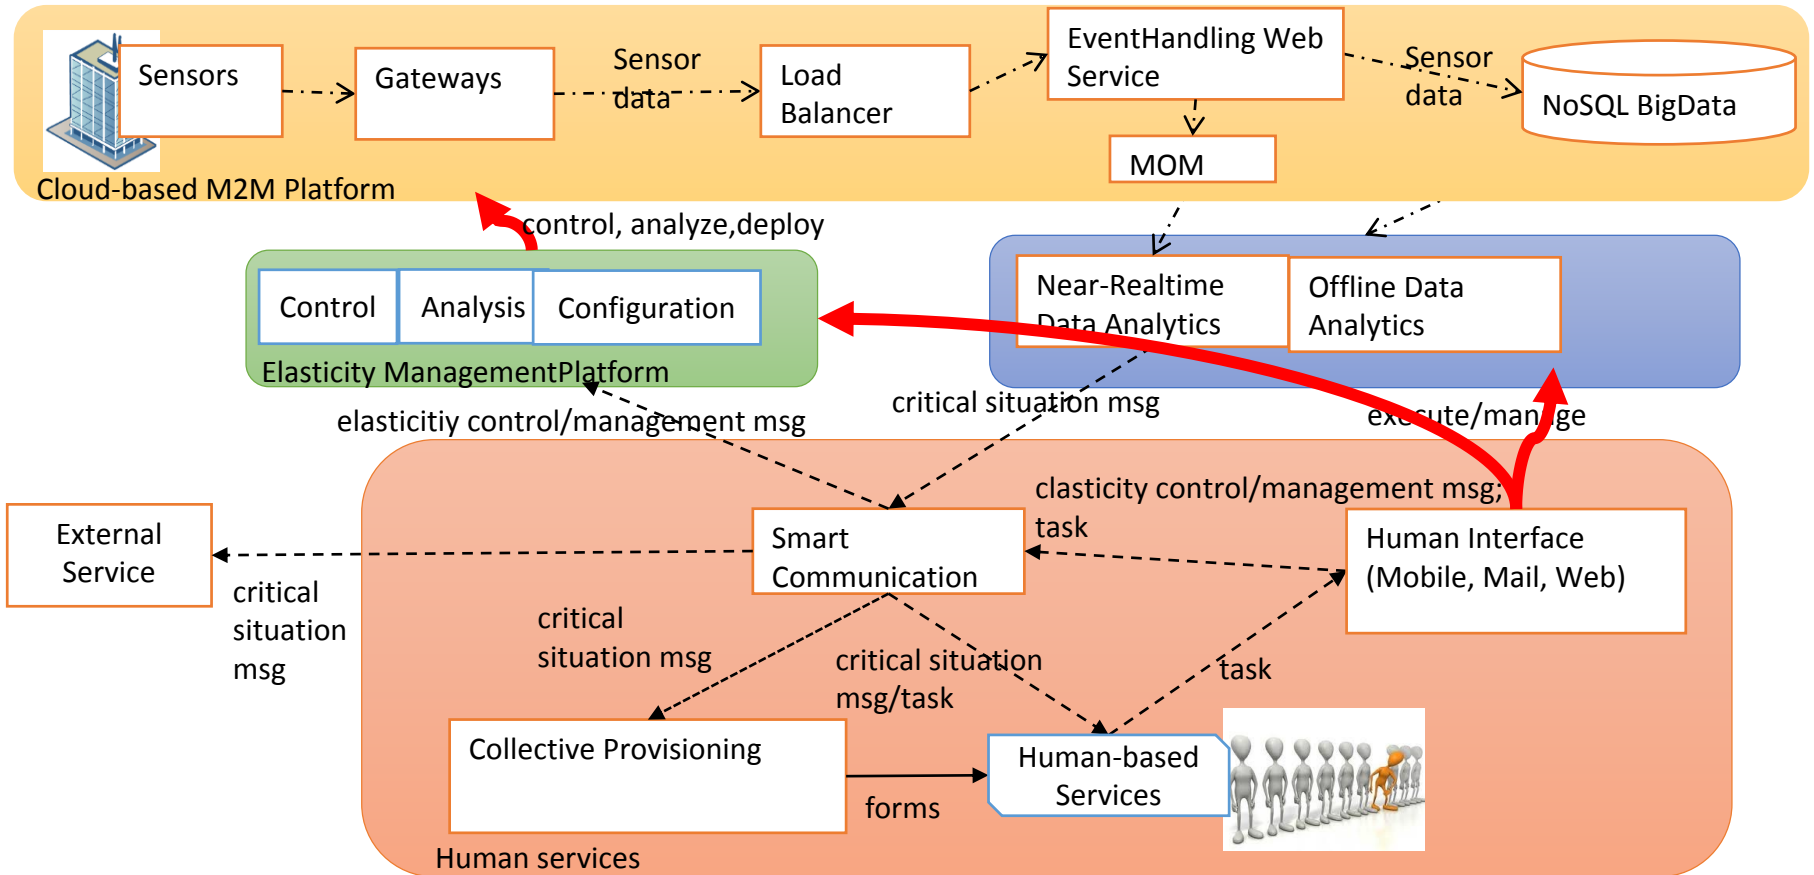 Sensors
Gateways
Sensor
data
Load
Balancer
EventHandling Web
Service
Sensor
data
NoSQL BigData
MOM
Cloud-based M2M Platform
control, analyze,deploy
Control
Analysis
Configuration
Elasticity ManagementPlatform
Near-Realtime
Data Analytics
Offline Data
Analytics
elasticitiy control/management msg
critical situation msg
execute/manage
clasticity control/management msg;
task
External
Service
Smart
Communication
Human Interface
(Mobile, Mail, Web)
critical
situation
msg
critical
situation msg
critical situation
msg/task
task
Collective Provisioning
forms
Human-based
Services
Human services